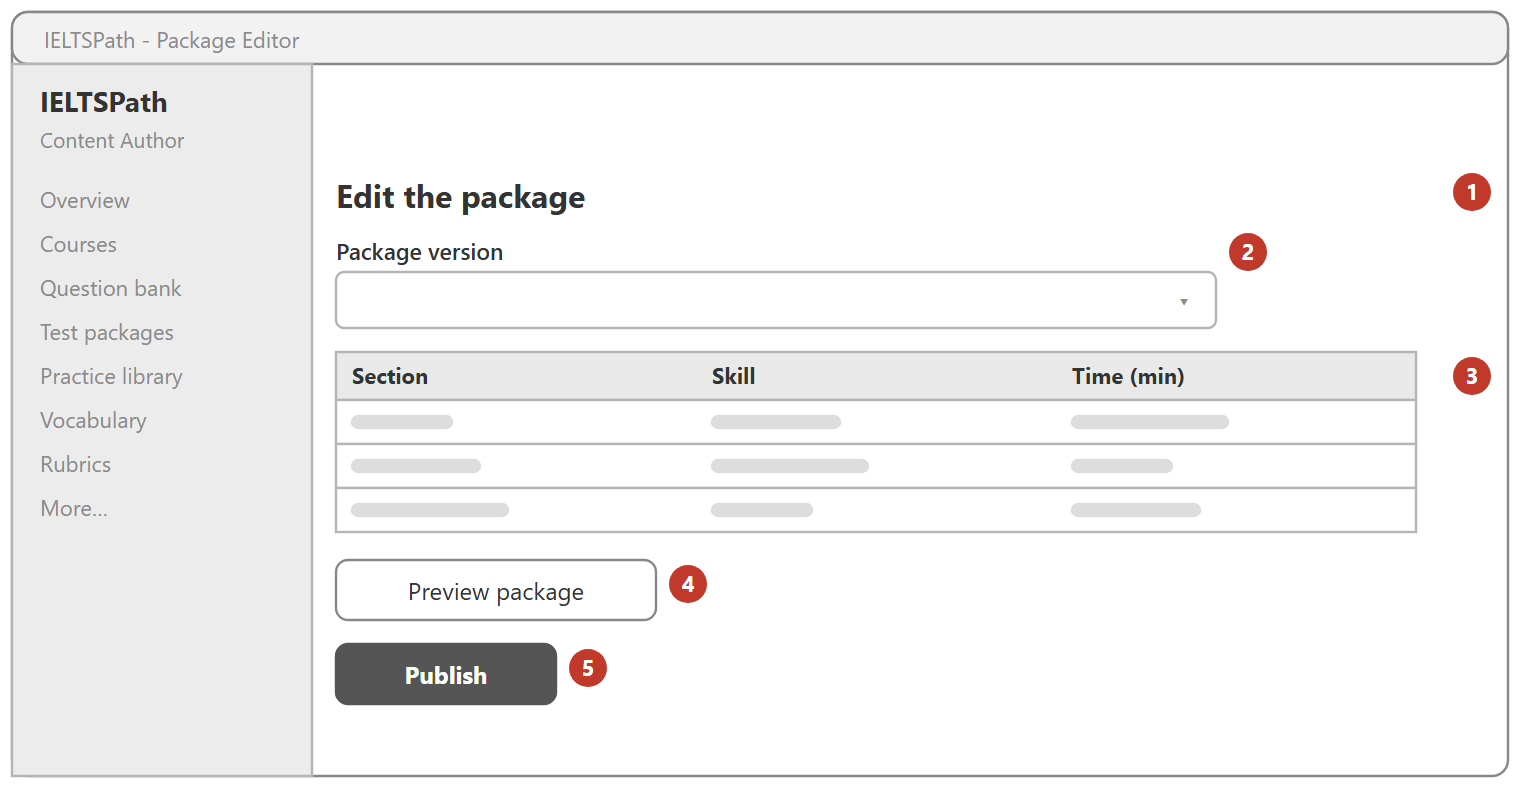 IELTSPath - Package Editor
IELTSPath
Content Author
Overview
Courses
Question bank
Test packages
Practice library
Vocabulary
Rubrics
More...
Edit the package
1
Package version
2
Section Skill Time (min)
3
Preview package
4
Publish
5